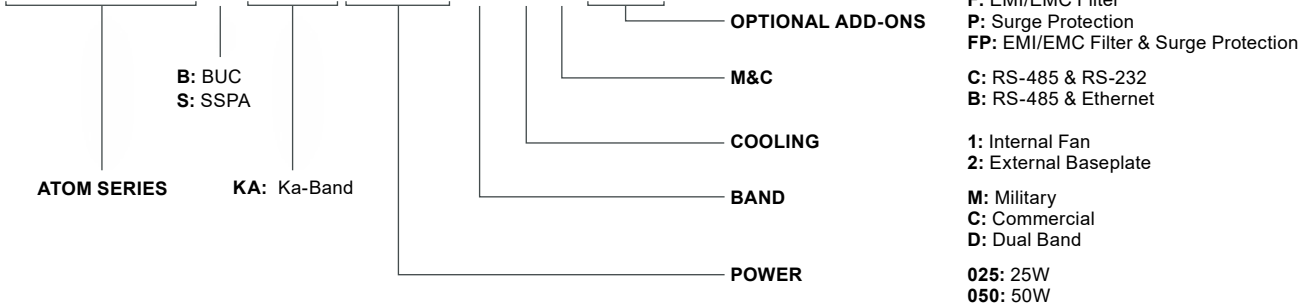 F: EMI/EMC Filter
OPTIONAL ADD-ONS
P: Surge Protection
FP: EMI/EMC Filter & Surge Protection
B: BUC
S: SSPA
M&C
C: RS-485 & RS-232
B: RS-485 & Ethernet
COOLING
1: Internal Fan
2: External Baseplate
ATOM SERIES
KA: Ka-Band
BAND
M: Military
C: Commercial
D: Dual Band
POWER
025: 25W
050: 50W